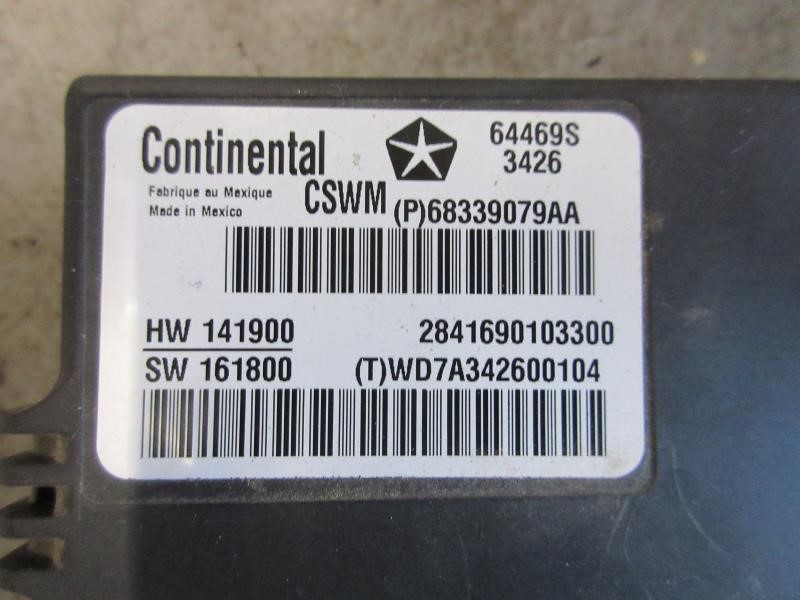 Continental
64469S
3426
Fabrique au Mexique
Made in Mexico
CSWM
(P)68339079AA
HW 141900
2841690103300
SW 161800
(T)WD7A342600104